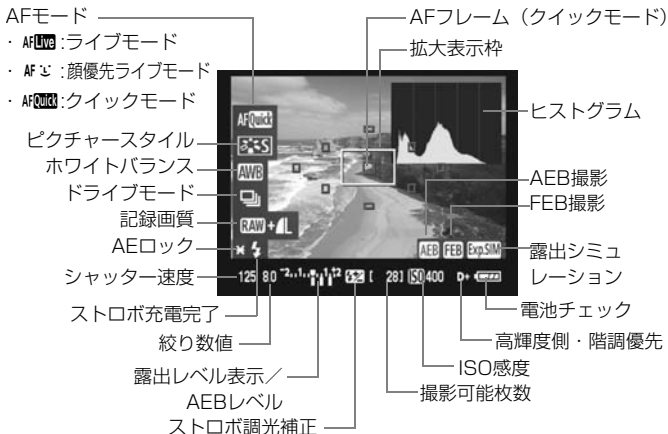 AFモード
・ AF Live :ライブモード
・ AF :顔優先ライブモード
・ AF Quick :クイックモード
ピクチャースタイル
ホワイトバランス
ドライブモード
記録画質
AEロック
シャッター速度
ストロボ充電完了
絞り数値
露出レベル表示／
AEBレベル
ストロボ調光補正
AFフレーム（クイックモード）
拡大表示枠
ヒストグラム
AEB撮影
FEB撮影
露出シミュ
レーション
電池チェック
高輝度側・階調優先
ISO感度
撮影可能枚数
AF Quick
S
AWB
RAW+L
AEB FEB Exp.SIM
125 8.0 -2..1..1..+2 [ 28] ISO 400 D+